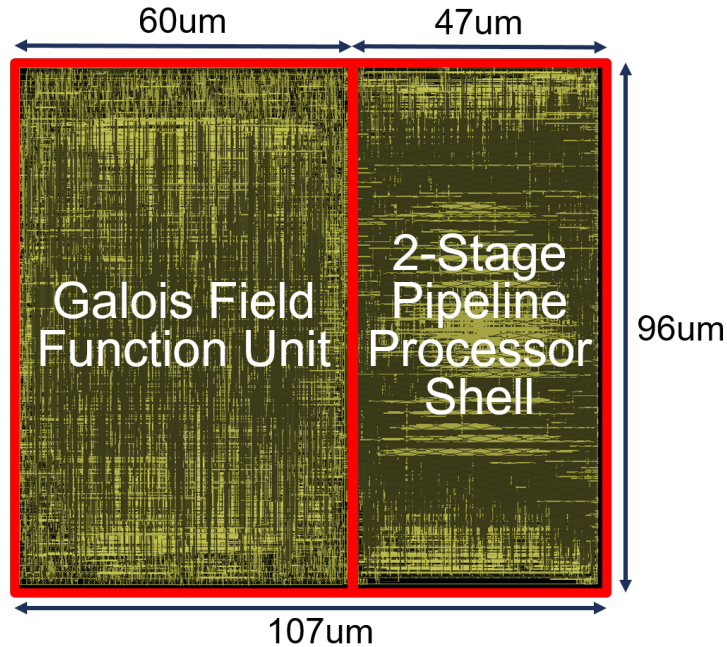 60um
47um
Galois Field
Function Unit
2-Stage
Pipeline
Processor
Shell
96um
107um